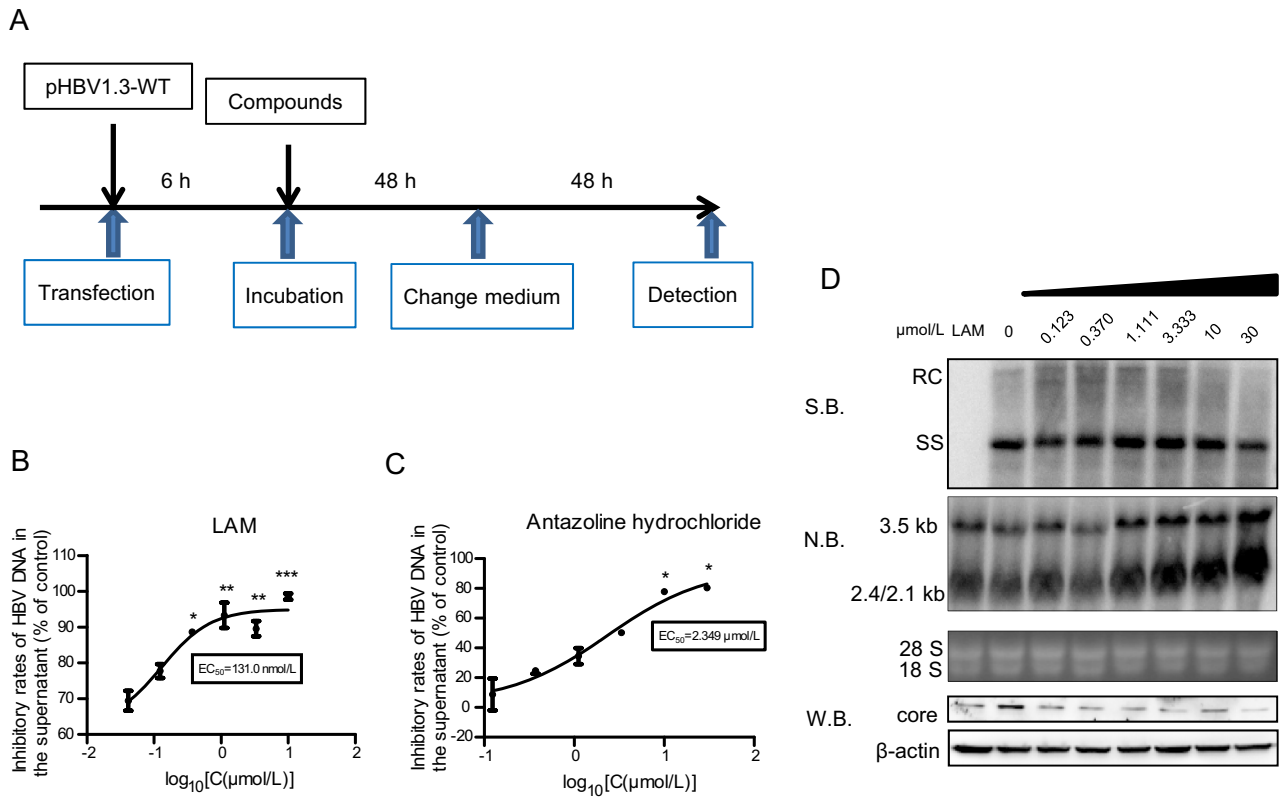 A
pHBV1.3-WT
Compounds
6 h
48 h
48 h
Transfection
Incubation
Change medium
Detection
B
LAM
Inhibitory rates of HBV DNA in
the supernatant (% of control)
110
100
90
80
70
60
*
**
**
***
EC50=131.0 nmol/L
-2
-1
0
1
2
log10[C(μmol/L)]
C
Antazoline hydrochloride
Inhibitory rates of HBV DNA in
the supernatant (% of control)
100
80
60
40
20
0
-20
*
*
EC50=2.349 μmol/L
-1
0
1
2
log10[C(μmol/L)]
D
μmol/L LAM 0 0.123 0.370 1.111 3.333 10 30
S.B.
RC
SS
N.B.
3.5 kb
2.4/2.1 kb
28 S
18 S
W.B.
core
β-actin